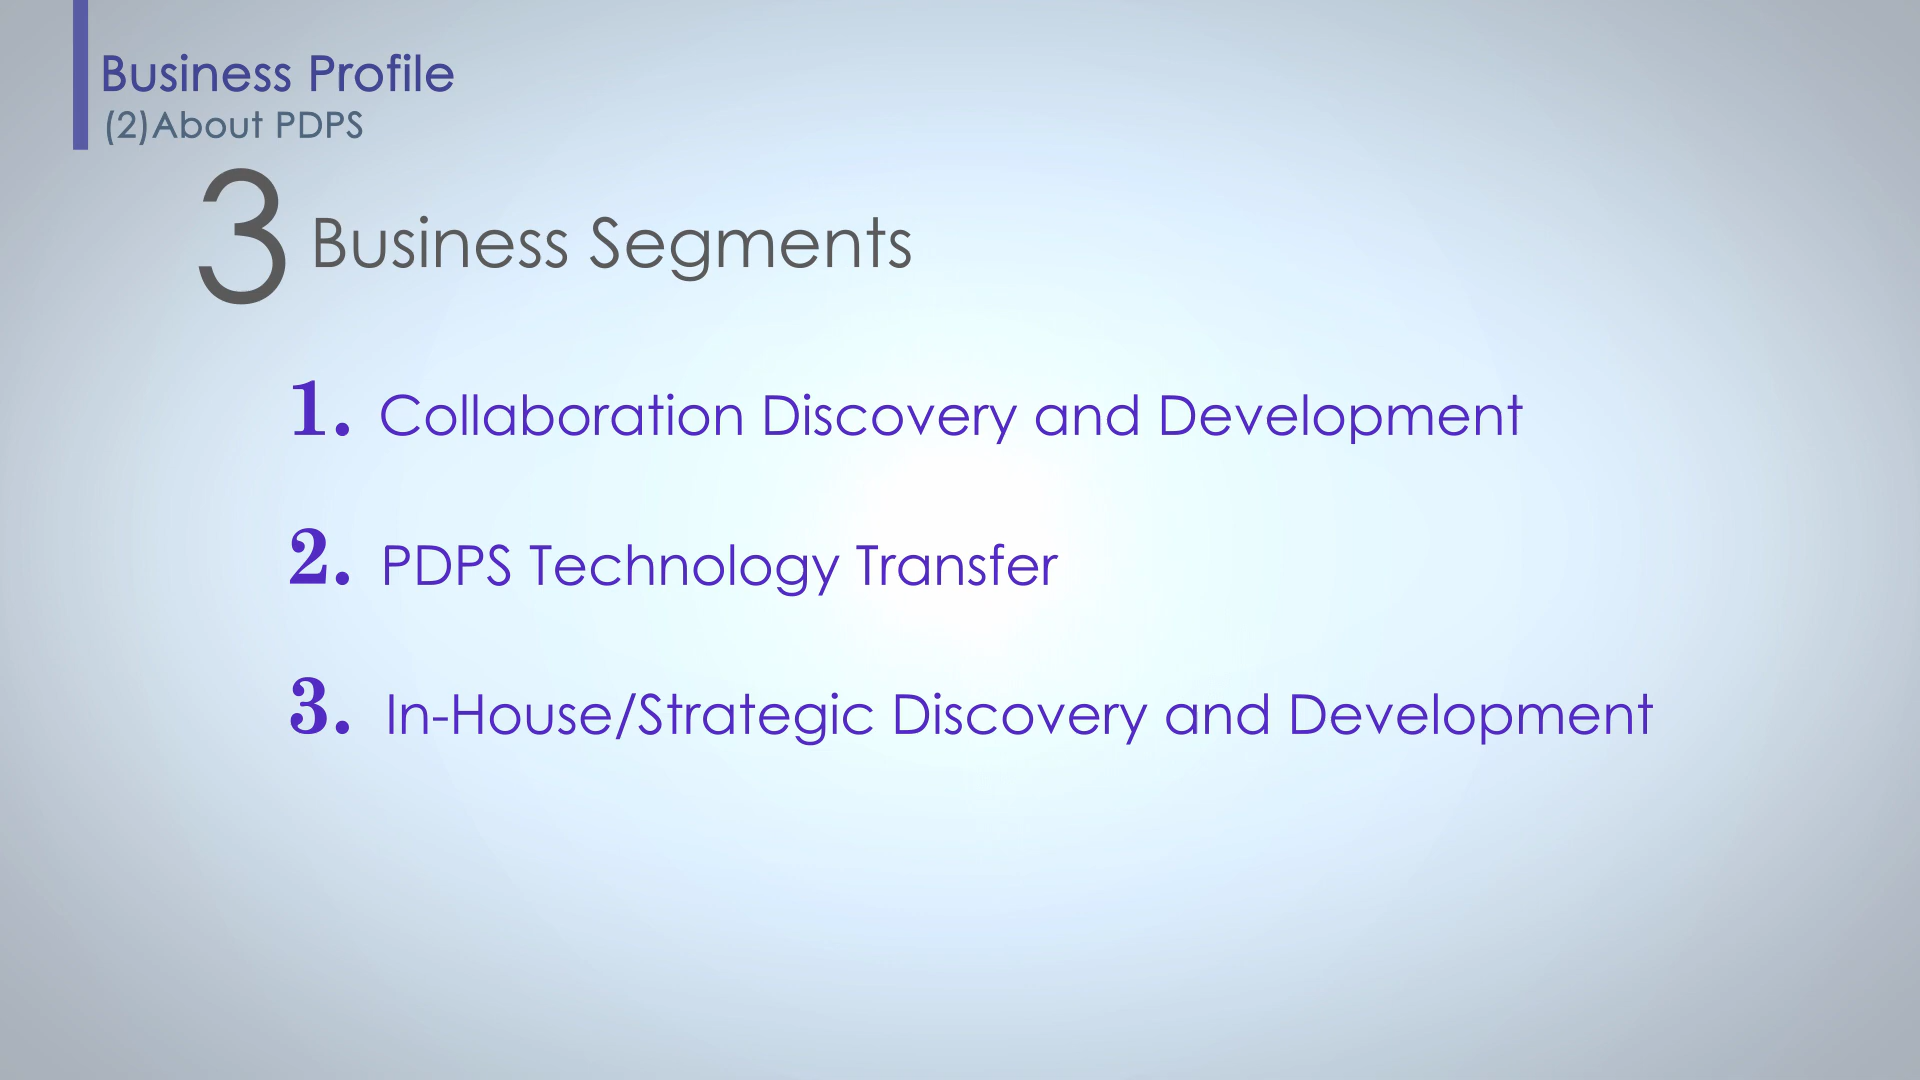 Business Profile
(2)About PDPS
3 Business Segments
1. Collaboration Discovery and Development
2. PDPS Technology Transfer
3. In-House/Strategic Discovery and Development